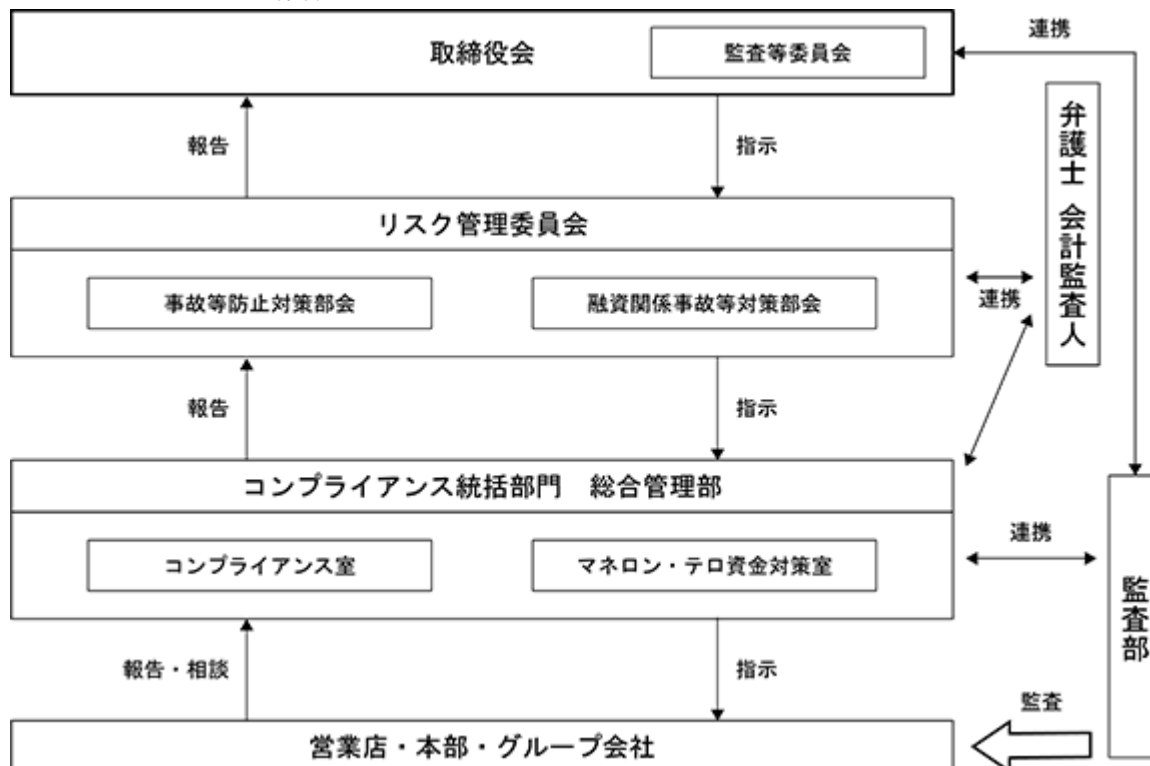 取締役会
監査等委員会
連携
報告
指示
弁護士 会計監査人
リスク管理委員会
事故等防止対策部会
融資関係事故等対策部会
連携
報告
指示
コンプライアンス統括部門　総合管理部
コンプライアンス室
マネロン・テロ資金対策室
連携
監査部
報告・相談
指示
監査
営業店・本部・グループ会社